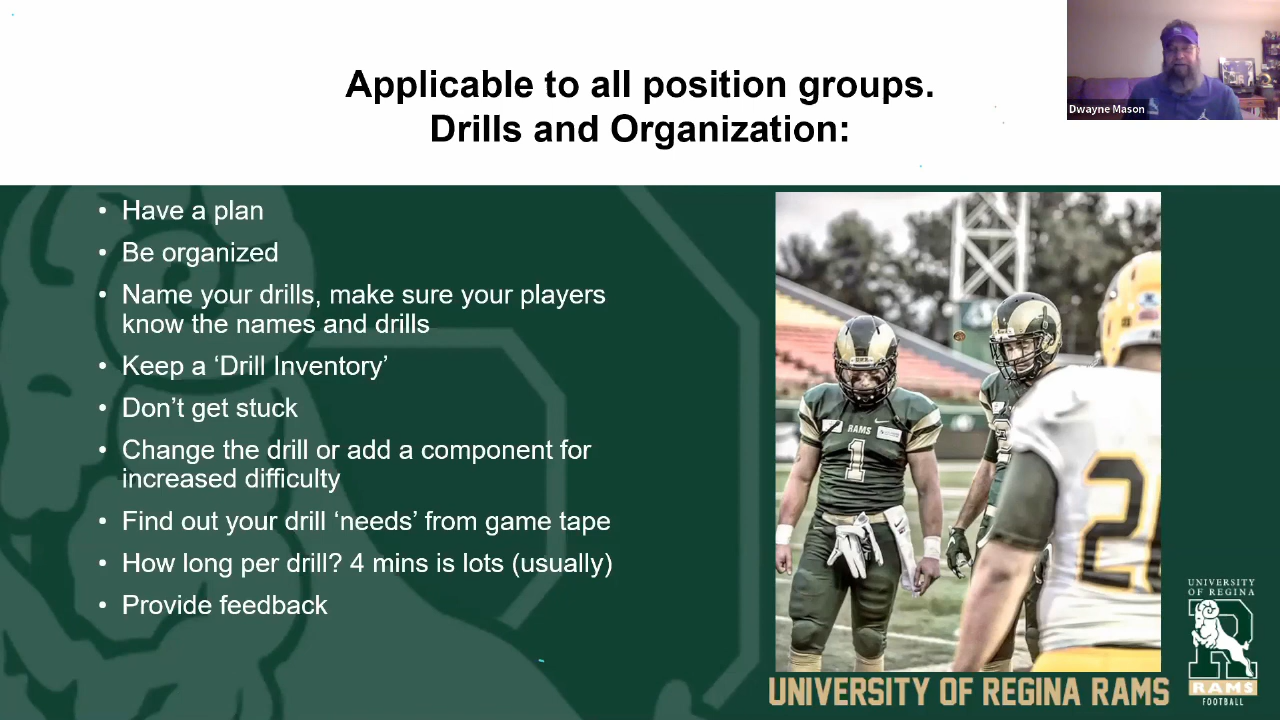 Applicable to all position groups.
Drills and Organization:
Dwayne Mason
• Have a plan
• Be organized
• Name your drills, make sure your players
know the names and drills
• Keep a ‘Drill Inventory’
• Don’t get stuck
• Change the drill or add a component for
increased difficulty
• Find out your drill ‘needs’ from game tape
• How long per drill? 4 mins is lots (usually)
• Provide feedback
RAMS
1
2
UNIVERSITY OF REGINA RAMS
UNIVERSITY
OF REGINA
R
RAMS
FOOTBALL